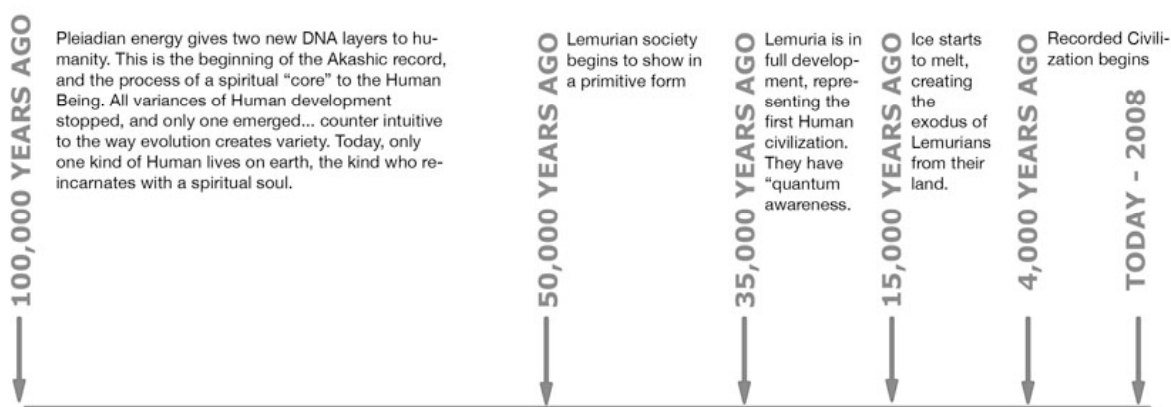 100,000 YEARS AGO
Pleiadian energy gives two new DNA layers to hu-
manity. This is the beginning of the Akashic record,
and the process of a spiritual “core” to the Human
Being. All variances of Human development
stopped, and only one emerged... counter intuitive
to the way evolution creates variety. Today, only
one kind of Human lives on earth, the kind who re-
incarnates with a spiritual soul.
50,000 YEARS AGO
Lemurian society
begins to show in
a primitive form
35,000 YEARS AGO
Lemuria is in
full develop-
ment, repre-
senting the
first Human
civilization.
They have
“quantum
awareness.
15,000 YEARS AGO
Ice starts
to melt,
creating
the
exodus of
Lemurians
from their
land.
4,000 YEARS AGO
Recorded Civili-
zation begins
TODAY - 2008